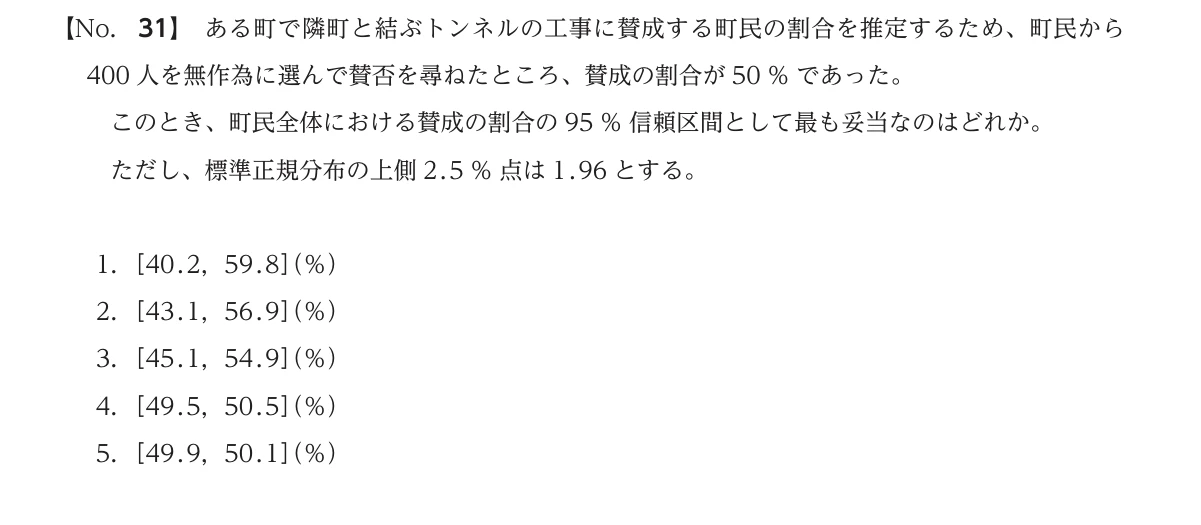 【No. 31】 ある町で隣町と結ぶトンネルの工事に賛成する町民の割合を推定するため、町民から
400 人を無作為に選んで賛否を尋ねたところ、賛成の割合が 50 % であった。
このとき、町民全体における賛成の割合の 95 % 信頼区間として最も妥当なのはどれか。
ただし、標準正規分布の上側 2.5 % 点は 1.96 とする。
1. [40.2, 59.8](%)
2. [43.1, 56.9](%)
3. [45.1, 54.9](%)
4. [49.5, 50.5](%)
5. [49.9, 50.1](%)